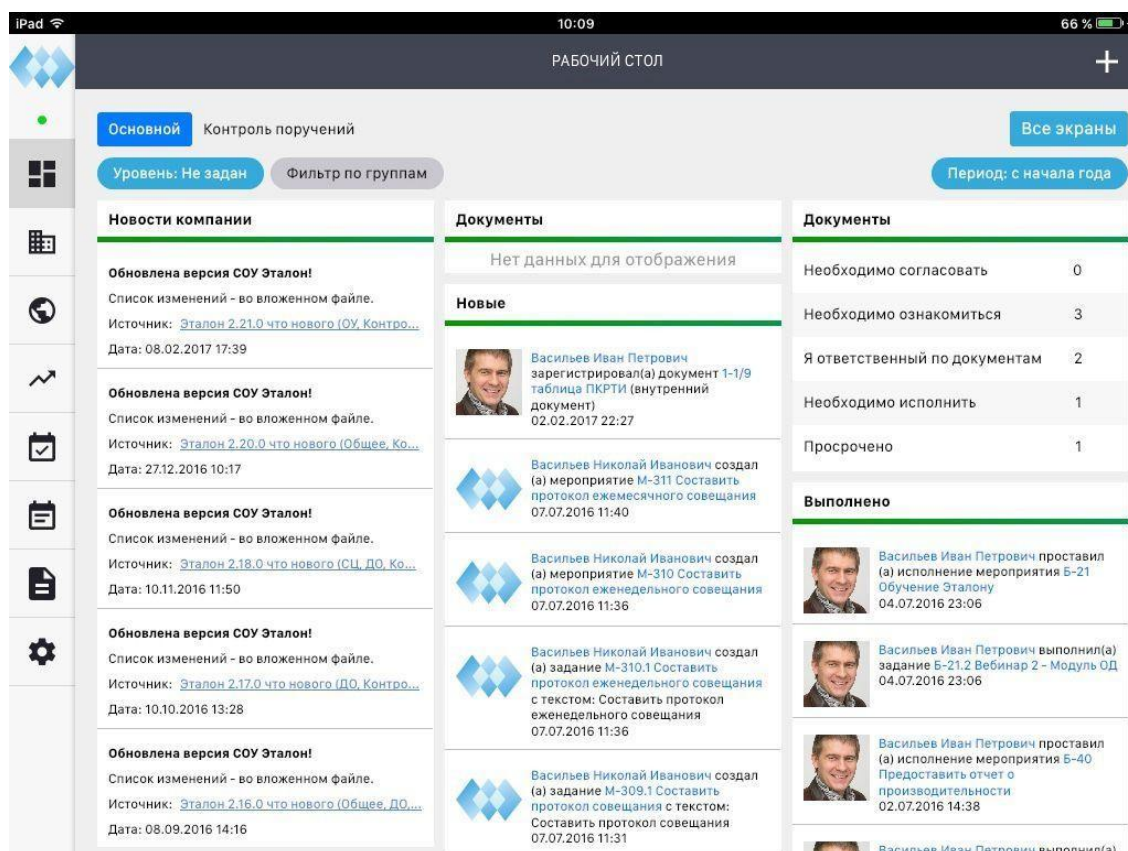 iPad 10:09 66 %
РАБОЧИЙ СТОЛ
Основной Контроль поручений Все экраны
Уровень: Не задан Фильтр по группам Период: с начала года
Новости компании
Обновлена версия СОУ Эталон!
Список изменений - во вложенном файле.
Источник: Эталон 2.21.0 что нового (ОУ, Контро...
Дата: 08.02.2017 17:39
Обновлена версия СОУ Эталон!
Список изменений - во вложенном файле.
Источник: Эталон 2.20.0 что нового (Общее, Ко...
Дата: 27.12.2016 10:17
Обновлена версия СОУ Эталон!
Список изменений - во вложенном файле.
Источник: Эталон 2.18.0 что нового (СЦ, ДО, Ко...
Дата: 10.11.2016 11:50
Обновлена версия СОУ Эталон!
Список изменений - во вложенном файле.
Источник: Эталон 2.17.0 что нового (ДО, Контро...
Дата: 10.10.2016 13:28
Обновлена версия СОУ Эталон!
Список изменений - во вложенном файле.
Источник: Эталон 2.16.0 что нового (Общее, ДО,...
Дата: 08.09.2016 14:16
Документы
Нет данных для отображения
Новые
Васильев Иван Петрович
зарегистрировал(а) документ 1-1/9
таблица ПКРТИ (внутренний
документ)
02.02.2017 22:27
Васильев Николай Иванович создал
(а) мероприятие М-311 Составить
протокол ежемесячного совещания
07.07.2016 11:40
Васильев Николай Иванович создал
(а) мероприятие М-310 Составить
протокол еженедельного совещания
07.07.2016 11:36
Васильев Николай Иванович создал
(а) задание М-310.1 Составить
протокол еженедельного совещания
с текстом: Составить протокол
еженедельного совещания
07.07.2016 11:36
Васильев Николай Иванович создал
(а) задание М-309.1 Составить
протокол совещания с текстом:
Составить протокол совещания
07.07.2016 11:31
Документы
Необходимо согласовать 0
Необходимо ознакомиться 3
Я ответственный по документам 2
Необходимо исполнить 1
Просрочено 1
Выполнено
Васильев Иван Петрович проставил
(а) исполнение мероприятия Б-21
Обучение Эталону
04.07.2016 23:06
Васильев Иван Петрович выполнил(а)
задание Б-21.2 Вебинар 2 - Модуль ОД
04.07.2016 23:06
Васильев Иван Петрович проставил
(а) исполнение мероприятия Б-40
Предоставить отчет о
производительности
02.07.2016 14:38
Васильев Иван Петрович выполнил(а)